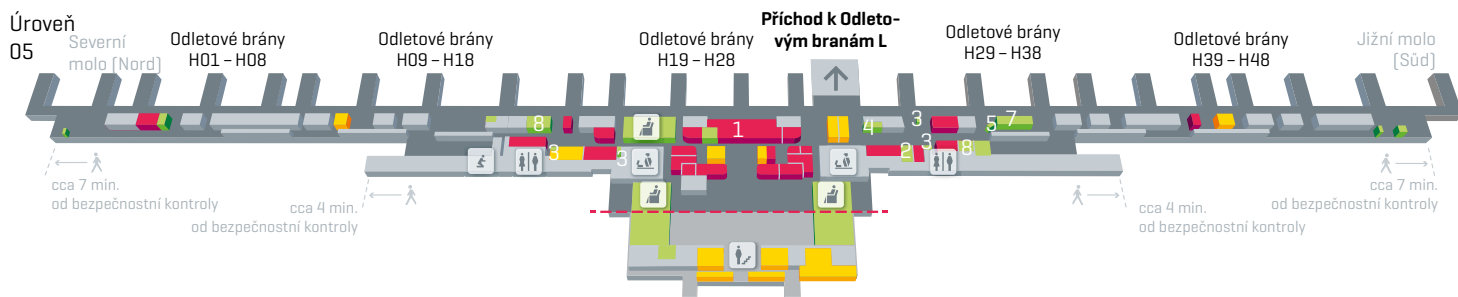 Úroveň
05
Severní
molo (Nord)
Odletové brány
H01 – H08
Odletové brány
H09 – H18
Odletové brány
H19 – H28
Příchod k Odleto-
vým branám L
Odletové brány
H29 – H38
Odletové brány
H39 – H48
Jižní molo
(Süd)
8
3
3
1
4
3
3
2
5
7
8
cca 7 min.
od bezpečnostní kontroly
cca 4 min.
od bezpečnostní kontroly
cca 4 min.
od bezpečnostní kontroly
cca 7 min.
od bezpečnostní kontroly